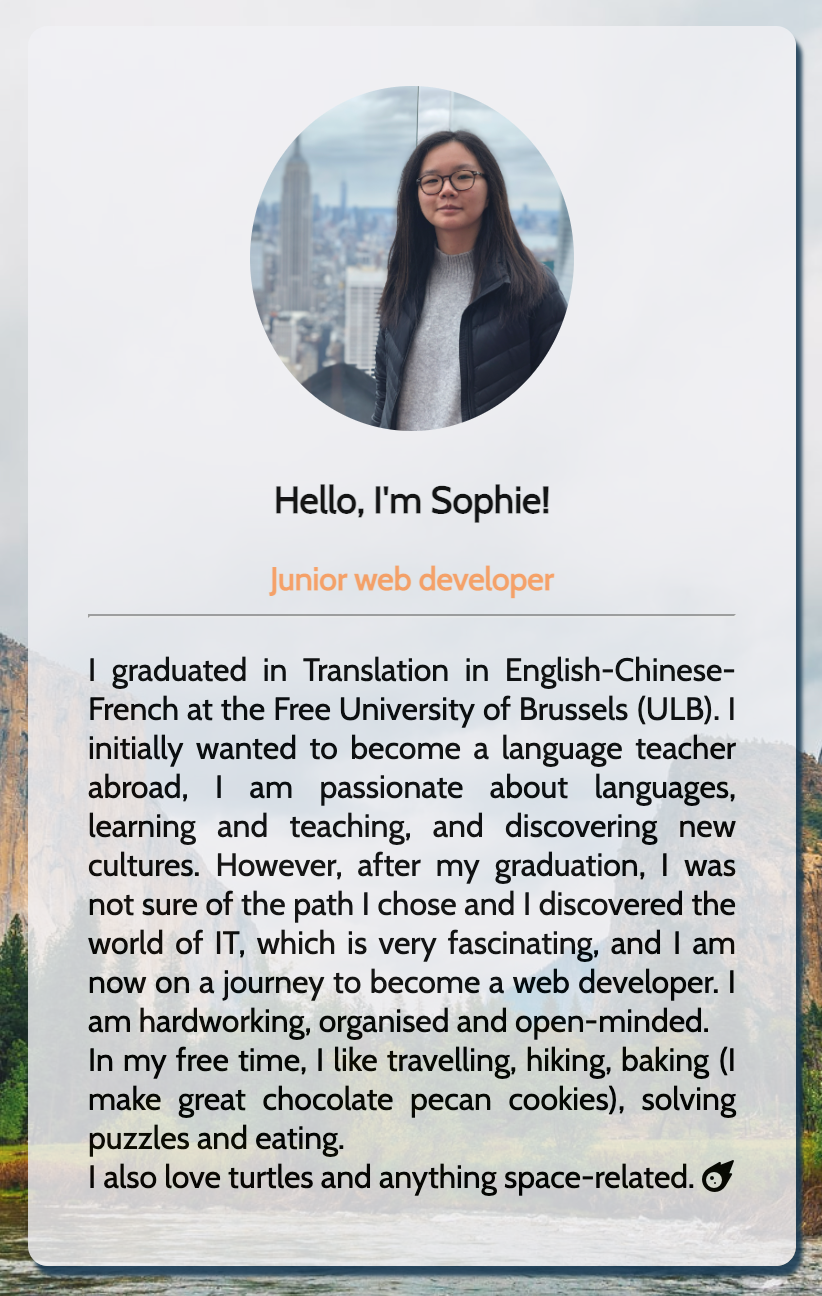 Hello, I'm Sophie!
Junior web developer
I graduated in Translation in English-Chinese-
French at the Free University of Brussels (ULB). I
initially wanted to become a language teacher
abroad, I am passionate about languages,
learning and teaching, and discovering new
cultures. However, after my graduation, I was
not sure of the path I chose and I discovered the
world of IT, which is very fascinating, and I am
now on a journey to become a web developer. I
am hardworking, organised and open-minded.
In my free time, I like travelling, hiking, baking (I
make great chocolate pecan cookies), solving
puzzles and eating.
I also love turtles and anything space-related.